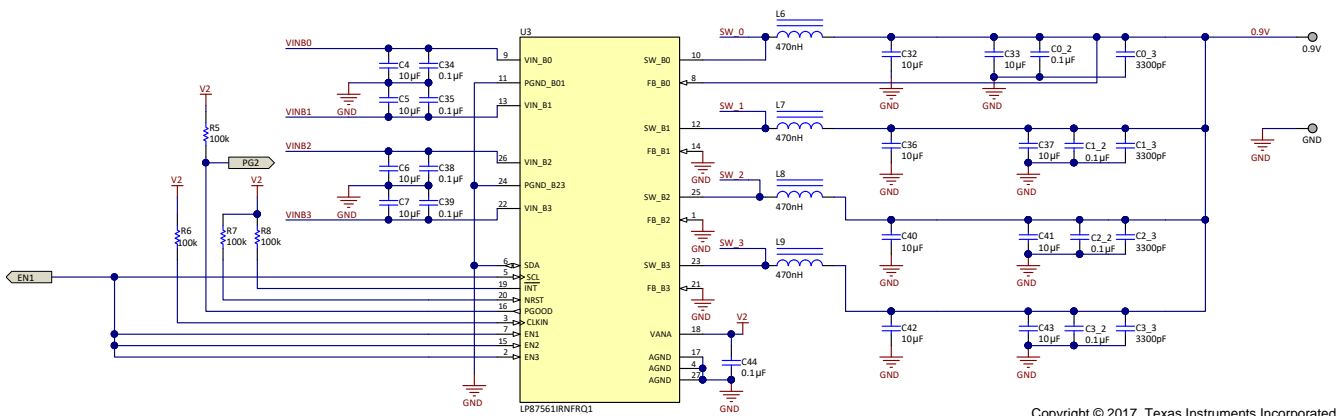 U3
LP87561IRNFRQ1
VINB0
VINB1
VINB2
VINB3
C4
10µF
C34
0.1µF
C5
10µF
C35
0.1µF
GND
C6
10µF
C38
0.1µF
C7
10µF
C39
0.1µF
GND
V2
R5
100k
PG2
V2
R6
100k
V2
R7
100k
R8
100k
EN1
GND
9
VIN_B0
11
PGND_B01
13
VIN_B1
26
VIN_B2
24
PGND_B23
22
VIN_B3
6
SDA
5
SCL
19
INT
20
NRST
16
PGOOD
3
CLKIN
7
EN1
15
EN2
2
EN3
SW_B0
10
FB_B0
8
SW_B1
12
FB_B1
14
SW_B2
25
FB_B2
1
SW_B3
23
FB_B3
21
VANA
18
AGND
17
AGND
4
AGND
27
SW_0
L6
470nH
C32
10µF
GND
C33
10µF
C0_2
0.1µF
C0_3
3300pF
GND
0.9V
0.9V
SW_1
L7
470nH
GND
C36
10µF
GND
C37
10µF
C1_2
0.1µF
C1_3
3300pF
GND
GND
GND
SW_2
L8
470nH
GND
C40
10µF
GND
C41
10µF
C2_2
0.1µF
C2_3
3300pF
GND
SW_3
L9
470nH
GND
C42
10µF
GND
C43
10µF
C3_2
0.1µF
C3_3
3300pF
GND
V2
C44
0.1µF
GND
Copyright © 2017, Texas Instruments Incorporated